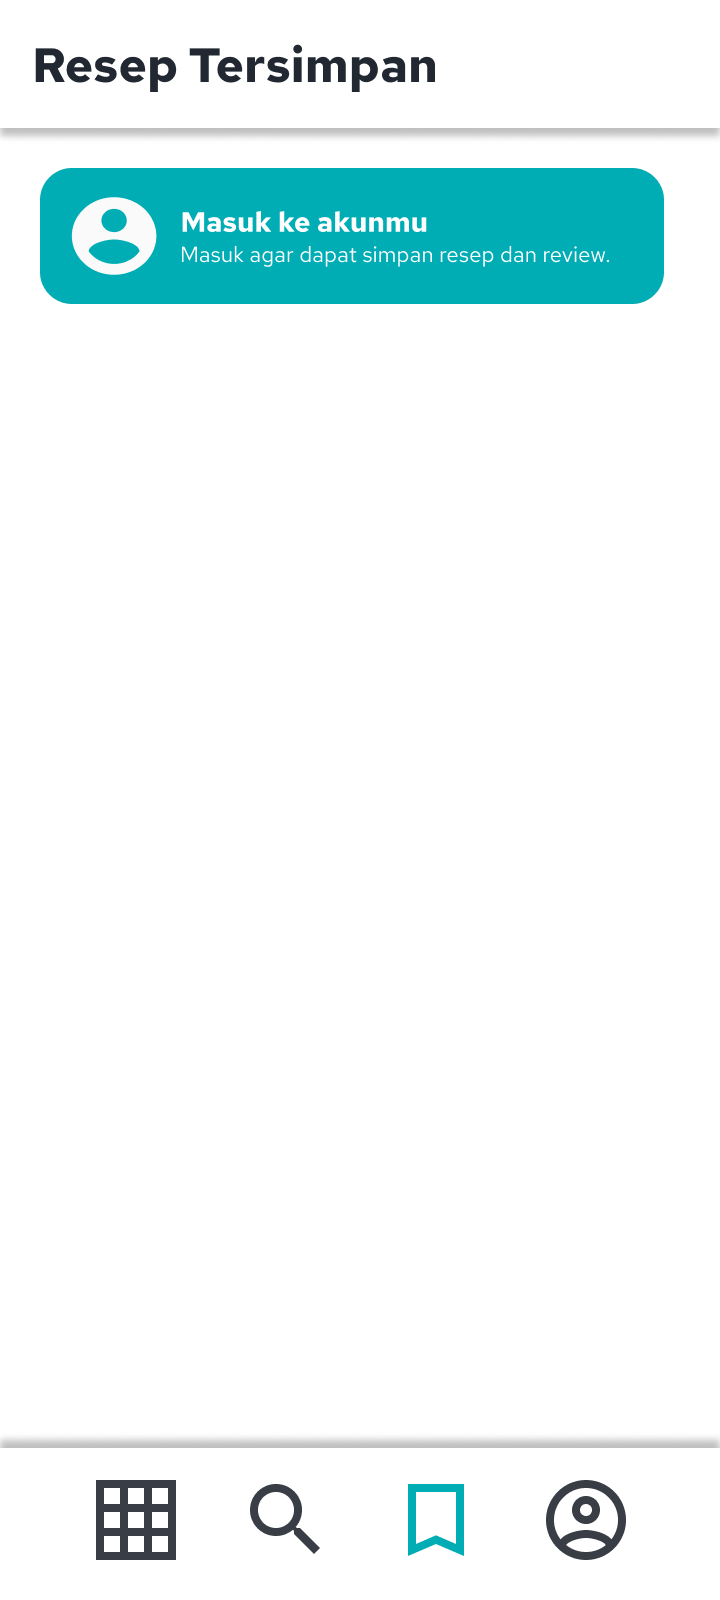 Resep Tersimpan
Masuk ke akunmu
Masuk agar dapat simpan resep dan review.